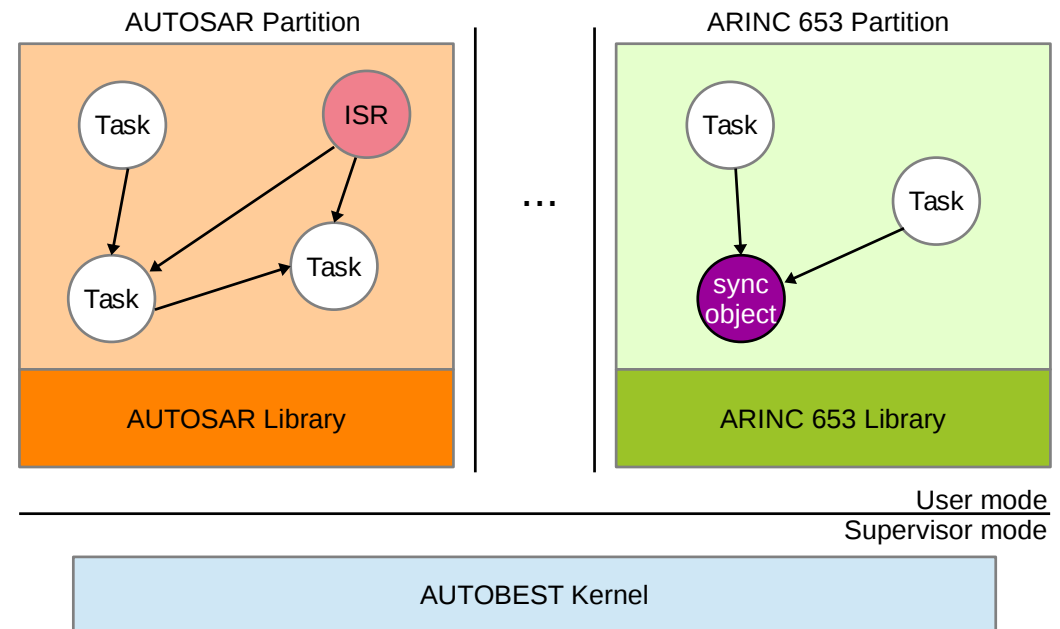 AUTOSAR Partition
ARINC 653 Partition
Task
ISR
Task
Task
...
Task
Task
sync
object
Task
AUTOSAR Library
ARINC 653 Library
User mode
Supervisor mode
AUTOBEST Kernel